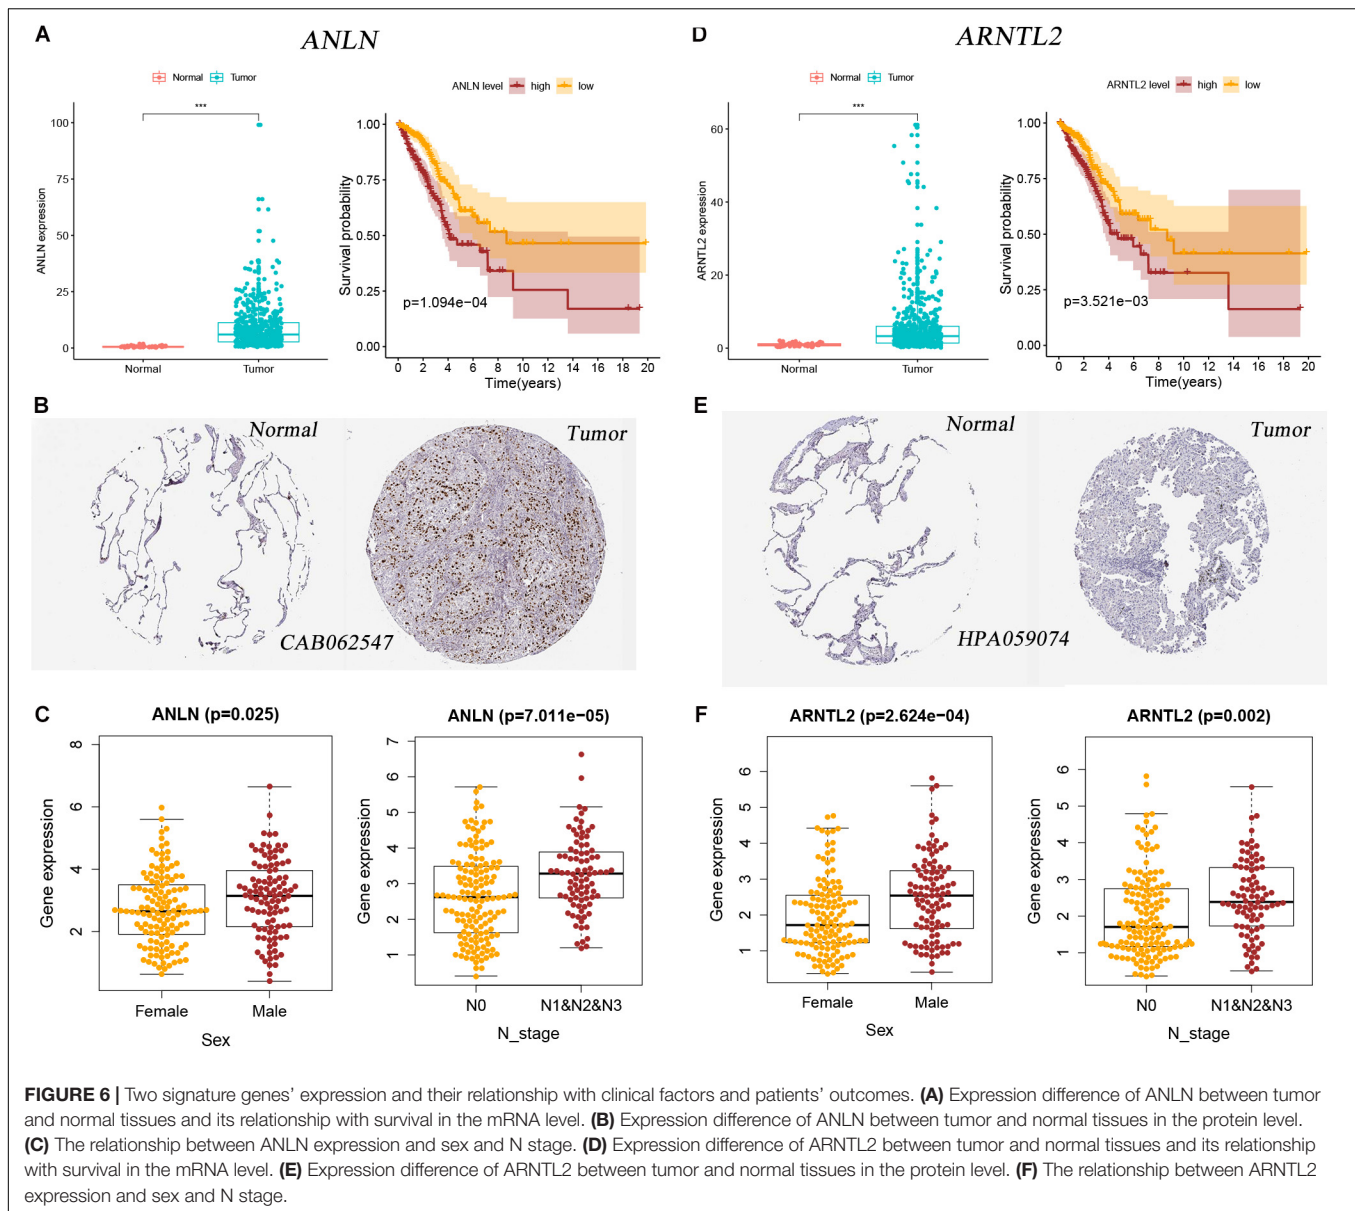 A
ANLN
Normal Tumor
***
ANLN expression
100
75
50
25
0
Normal Tumor
ANLN level high low
Survival probability
1.00
0.75
0.50
0.25
0.00
p=1.094e−04
0 2 4 6 8 10 12 14 16 18 20
Time(years)
D
ARNTL2
Normal Tumor
***
ARNTL2 expression
60
40
20
0
Normal Tumor
ARNTL2 level high low
Survival probability
1.00
0.75
0.50
0.25
0.00
p=3.521e−03
0 2 4 6 8 10 12 14 16 18 20
Time(years)
B
Normal
Tumor
CAB062547
E
Normal
Tumor
HPA059074
C
ANLN (p=0.025)
Gene expression
8
6
4
2
Female Male
Sex
ANLN (p=7.011e−05)
Gene expression
7
6
5
4
3
2
1
N0 N1&N2&N3
N_stage
F
ARNTL2 (p=2.624e−04)
Gene expression
6
5
4
3
2
1
Female Male
Sex
ARNTL2 (p=0.002)
Gene expression
6
5
4
3
2
1
N0 N1&N2&N3
N_stage
FIGURE 6 | Two signature genes’ expression and their relationship with clinical factors and patients’ outcomes. (A) Expression difference of ANLN between tumor
and normal tissues and its relationship with survival in the mRNA level. (B) Expression difference of ANLN between tumor and normal tissues in the protein level.
(C) The relationship between ANLN expression and sex and N stage. (D) Expression difference of ARNTL2 between tumor and normal tissues and its relationship
with survival in the mRNA level. (E) Expression difference of ARNTL2 between tumor and normal tissues in the protein level. (F) The relationship between ARNTL2
expression and sex and N stage.